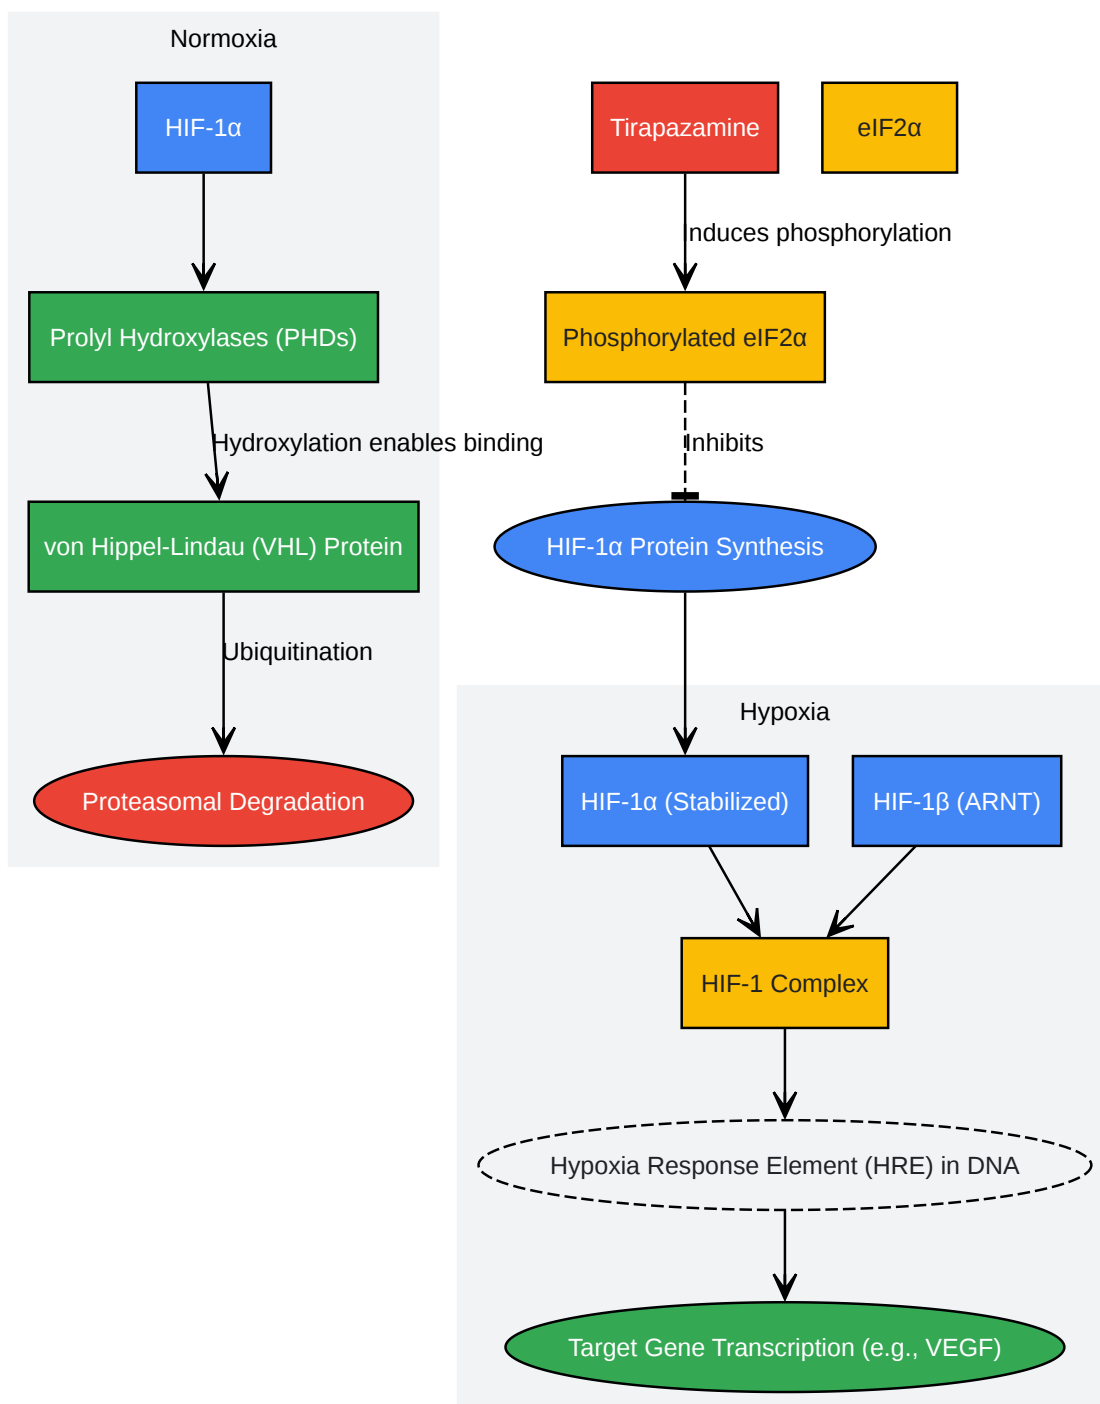 Normoxia
HIF-1α
Prolyl Hydroxylases (PHDs)
Hydroxylation enables binding
von Hippel-Lindau (VHL) Protein
Ubiquitination
Proteasomal Degradation
Tirapazamine
eIF2α
Induces phosphorylation
Phosphorylated eIF2α
Inhibits
HIF-1α Protein Synthesis
Hypoxia
HIF-1α (Stabilized)
HIF-1β (ARNT)
HIF-1 Complex
Hypoxia Response Element (HRE) in DNA
Target Gene Transcription (e.g., VEGF)